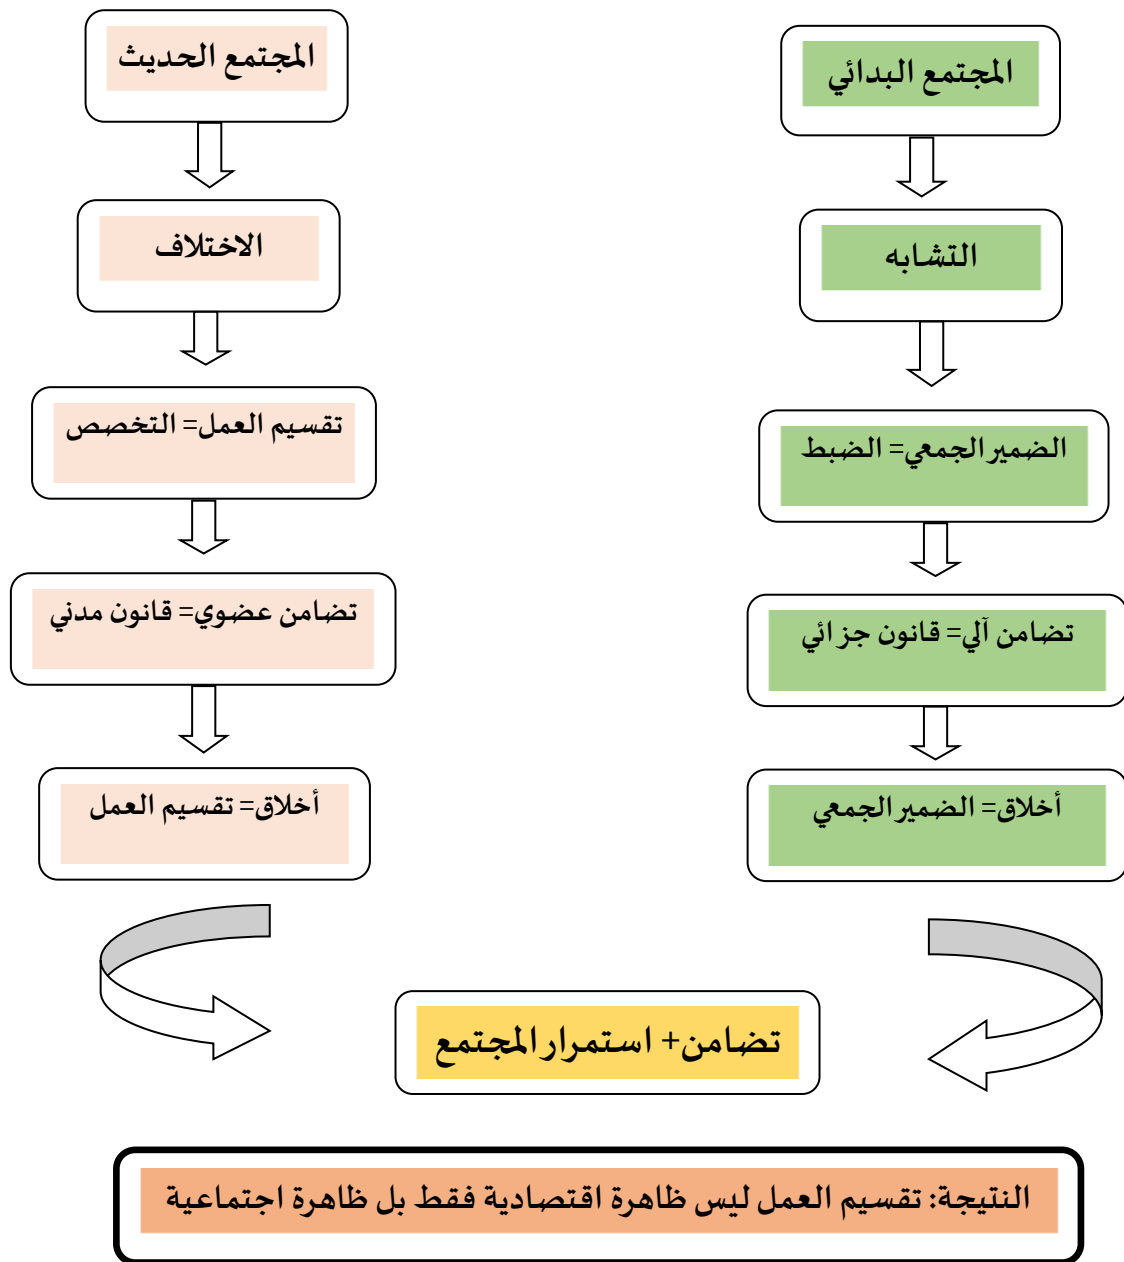 المجتمع البدائي
التشابه
الضمير الجمعي= الضبط
تضامن آلي= قانون جزائي
أخلاق= الضمير الجمعي
المجتمع الحديث
الاختلاف
تقسيم العمل= التخصص
تضامن عضوي= قانون مدني
أخلاق= تقسيم العمل
تضامن+ استمرار المجتمع
النتيجة: تقسيم العمل ليس ظاهرة اقتصادية فقط بل ظاهرة اجتماعية